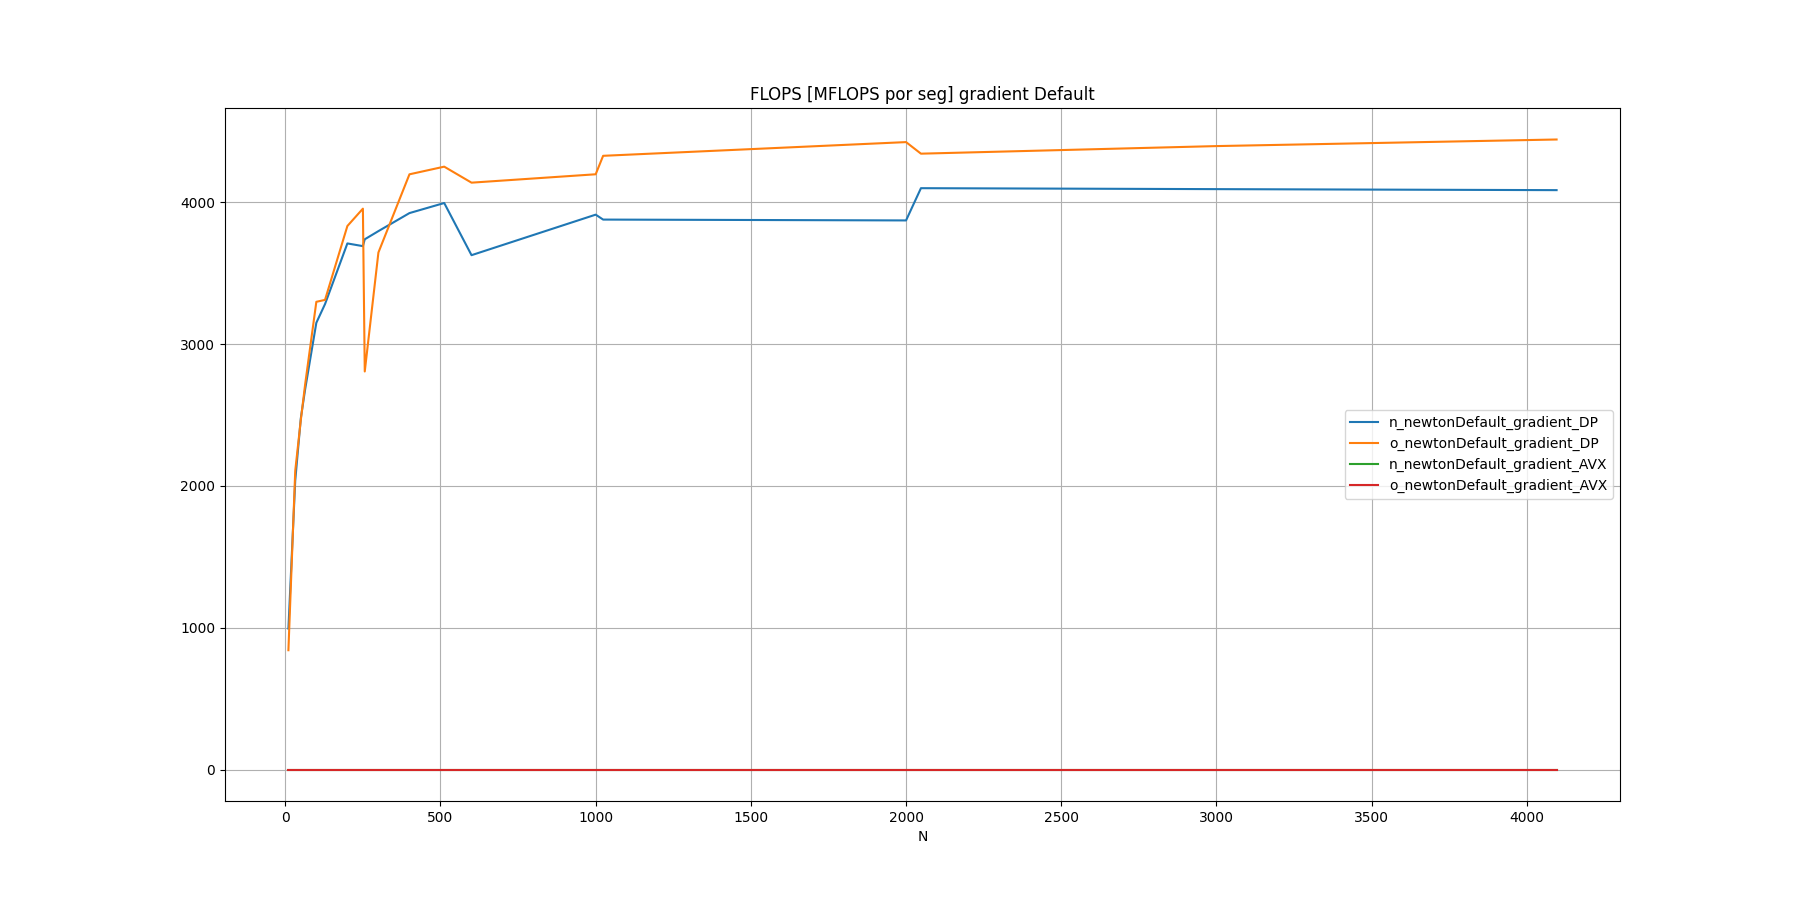 FLOPS [MFLOPS por seg] gradient Default
4000
3000
2000
1000
0
n_newtonDefault_gradient_DP
o_newtonDefault_gradient_DP
n_newtonDefault_gradient_AVX
o_newtonDefault_gradient_AVX
0 500 1000 1500 2000 2500 3000 3500 4000
N